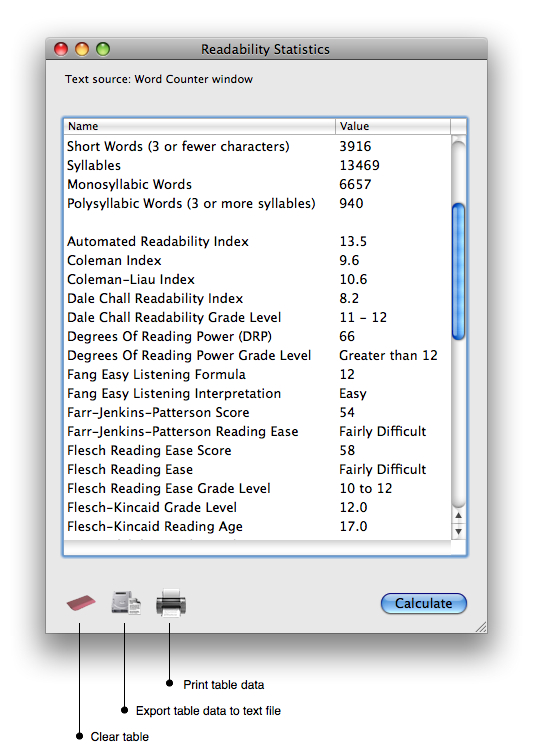 Readability Statistics
Text source: Word Counter window
Name Value
Short Words (3 or fewer characters) 3916
Syllables 13469
Monosyllabic Words 6657
Polysyllabic Words (3 or more syllables) 940
Automated Readability Index 13.5
Coleman Index 9.6
Coleman-Liau Index 10.6
Dale Chall Readability Index 8.2
Dale Chall Readability Grade Level 11 - 12
Degrees Of Reading Power (DRP) 66
Degrees Of Reading Power Grade Level Greater than 12
Fang Easy Listening Formula 12
Fang Easy Listening Interpretation Easy
Farr-Jenkins-Patterson Score 54
Farr-Jenkins-Patterson Reading Ease Fairly Difficult
Flesch Reading Ease Score 58
Flesch Reading Ease Fairly Difficult
Flesch Reading Ease Grade Level 10 to 12
Flesch-Kincaid Grade Level 12.0
Flesch-Kincaid Reading Age 17.0
Calculate
Print table data
Export table data to text file
Clear table